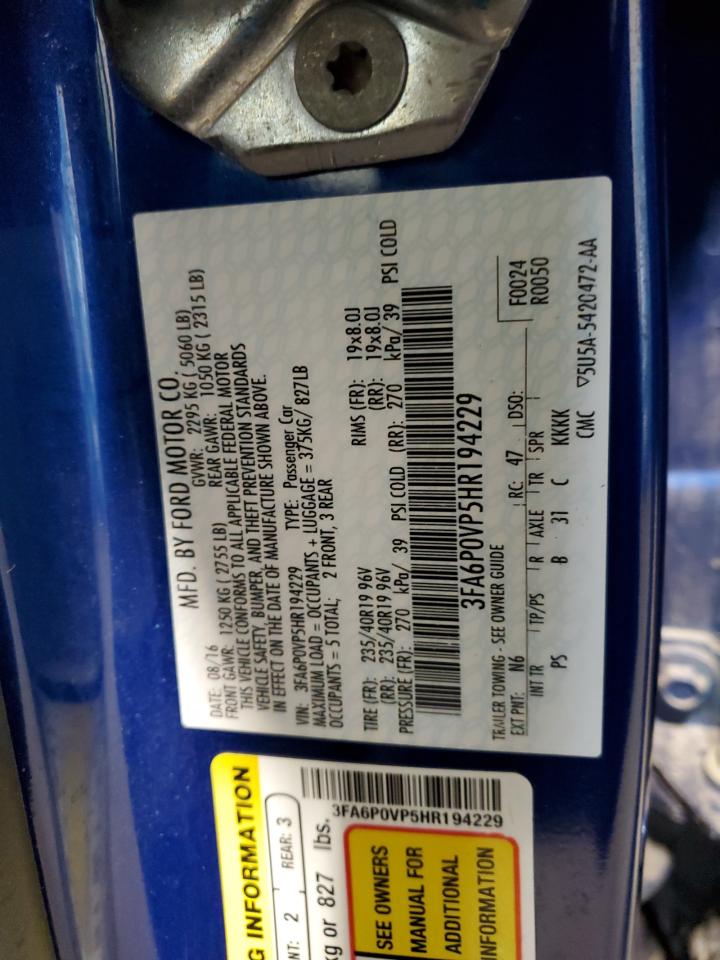 MFD. BY FORD MOTOR CO.
DATE: 08/16 GVWR: 2295 KG ( 5060 LB)
FRONT GAWR: 1250 KG ( 2755 LB) REAR GAWR: 1050 KG ( 2315 LB)
THIS VEHICLE CONFORMS TO ALL APPLICABLE FEDERAL MOTOR
VEHICLE SAFETY, BUMPER, AND THEFT PREVENTION STANDARDS
IN EFFECT ON THE DATE OF MANUFACTURE SHOWN ABOVE.
VIN: 3FA6P0VP5HR194229 TYPE: Passenger Car
MAXIMUM LOAD = OCCUPANTS + LUGGAGE = 375KG/ 827LB
OCCUPANTS = 5 TOTAL; 2 FRONT, 3 REAR
TIRE (FR): 235/40R19 96V RIMS (FR): 19x8.0J
(RR): 235/40R19 96V (RR): 19x8.0J
PRESSURE (FR): 270 kPa/ 39 PSI COLD (RR): 270 kPa/ 39 PSI COLD
3FA6P0VP5HR194229
TRAILER TOWING - SEE OWNER GUIDE F0024
EXT PNT: N6 RC: 47 DSO: R0050
INT TR TP/PS R AXLE TR SPR
PS B 31 C KKKK
CMC ▽5U5A-5420472-AA
G INFORMATION
NT: 2 REAR: 3
kg or 827 lbs.
3FA6P0VP5HR194229
SEE OWNERS
MANUAL FOR
ADDITIONAL
INFORMATION